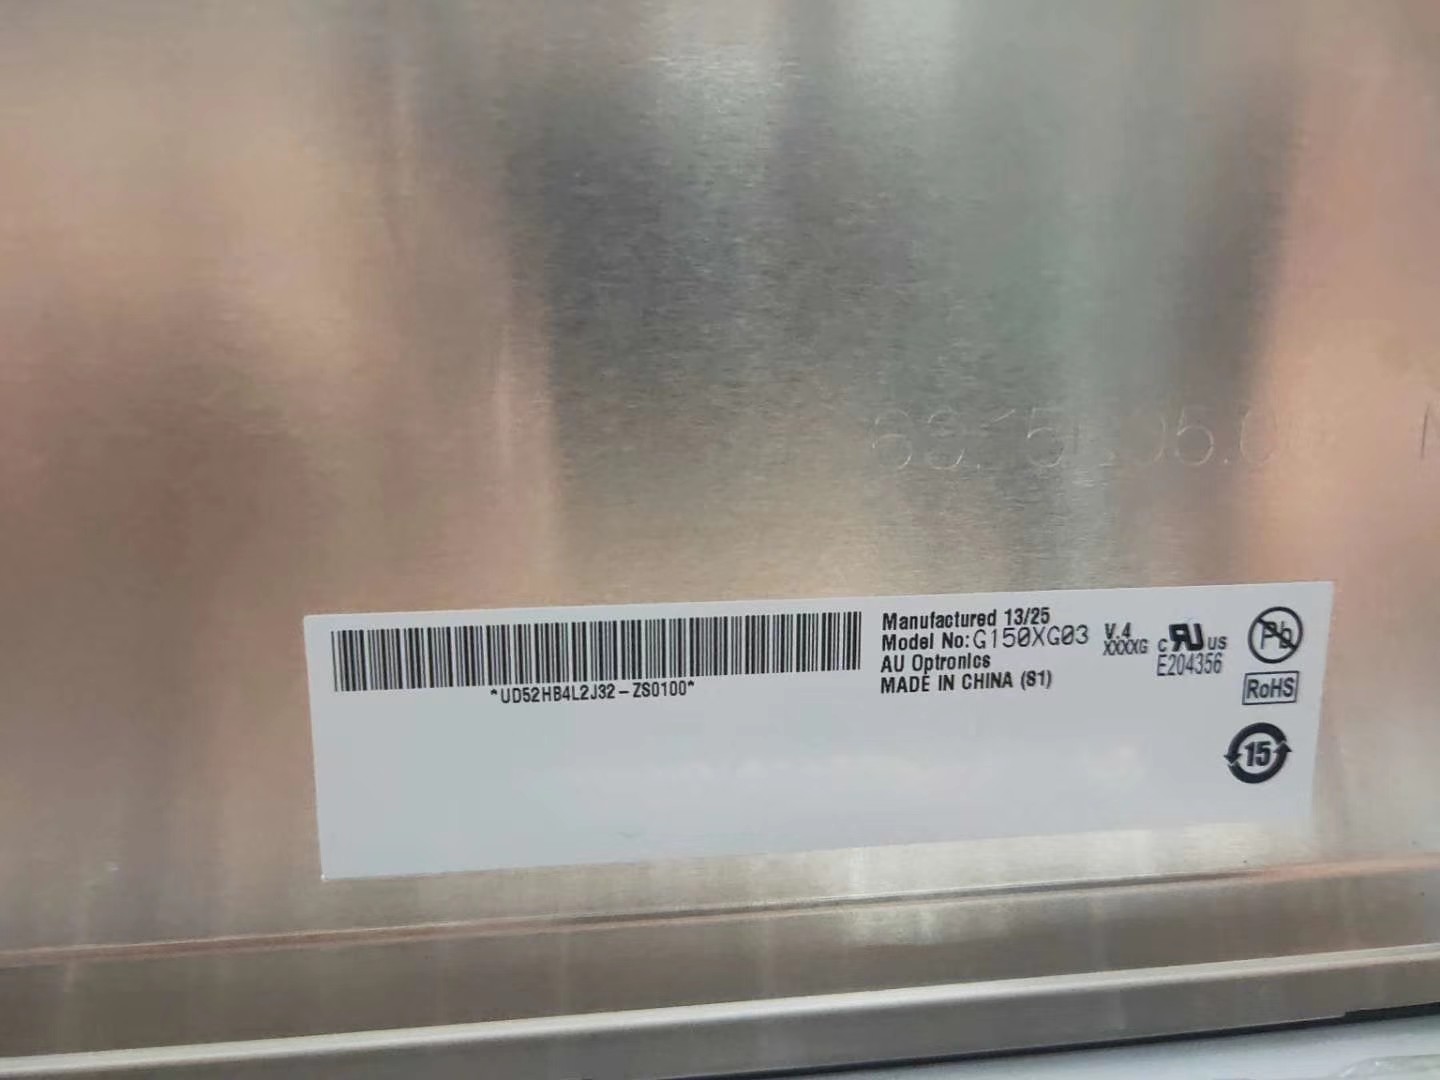 Manufactured 13/25
Model No: G150XG03 V.4
XXXXG
AU Optronics
MADE IN CHINA (S1)
*UD52HB4L2J32-ZS0100*
c RU US
E204356
Pb
RoHS
15